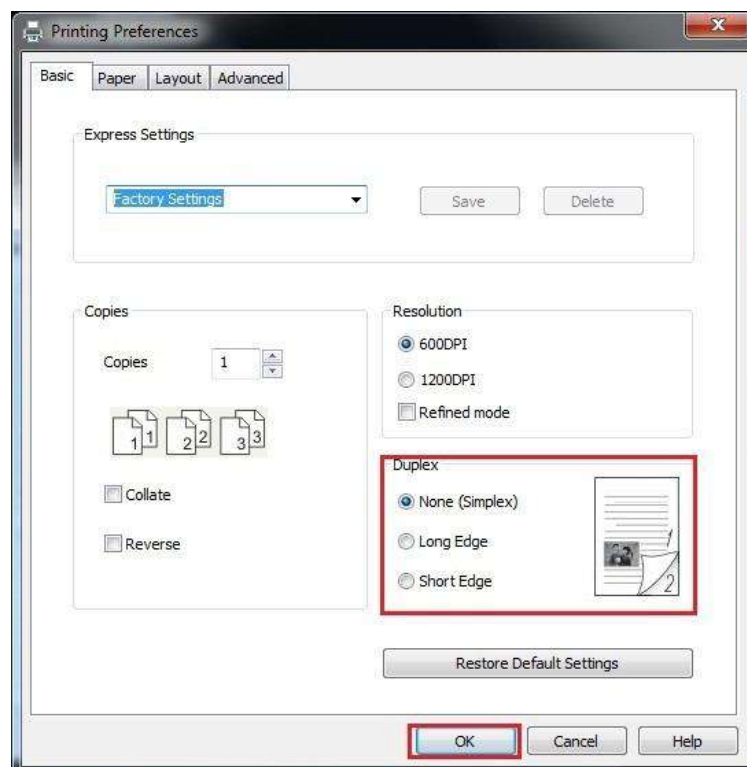 Printing Preferences
X
Basic Paper Layout Advanced
Express Settings
Factory Settings
Save Delete
Copies
Copies 1
1 1 2 2 3 3
Collate
Reverse
Resolution
600DPI
1200DPI
Refined mode
Duplex
None (Simplex)
Long Edge
Short Edge
1
2
Restore Default Settings
OK Cancel Help